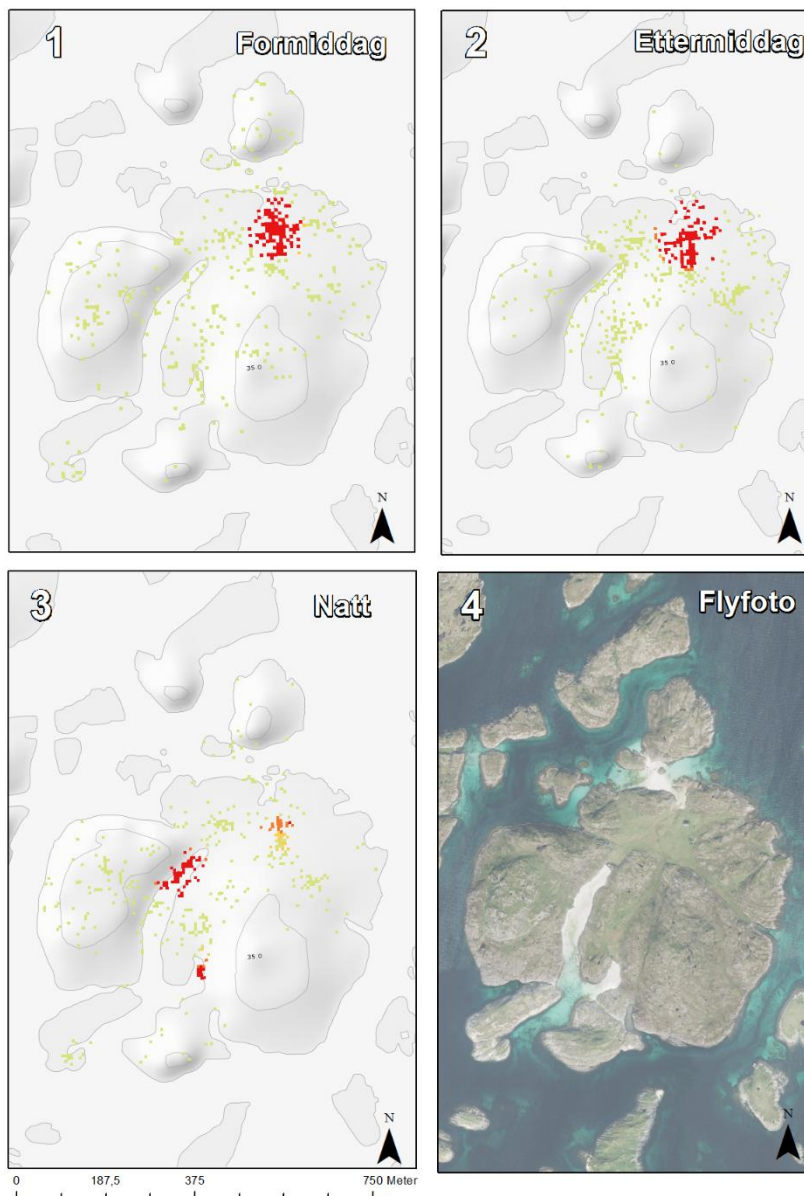 1 Formiddag
2 Ettermiddag
35.0
35.0
N
N
3 Natt
4 Flyfoto
35.0
N
N
0 187,5 375 750 Meter